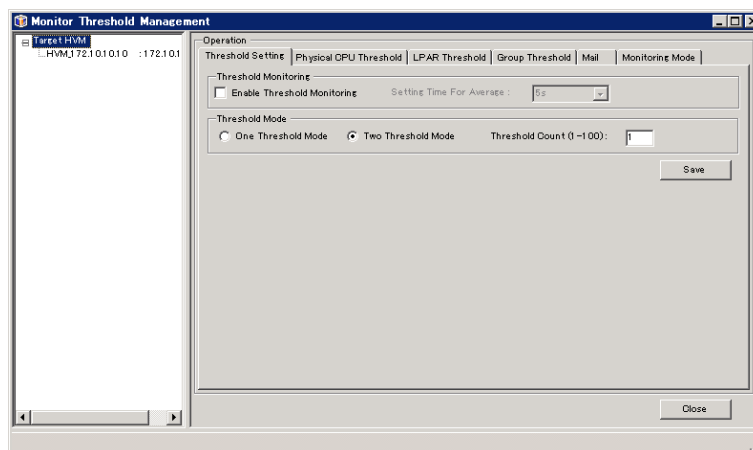 Monitor Threshold Management
Target HVM
HVM_172.10.10.10 :172.10.1
Operation
Threshold Setting Physical CPU Threshold LPAR Threshold Group Threshold Mail Monitoring Mode
Threshold Monitoring
Enable Threshold Monitoring Setting Time For Average : 5s
Threshold Mode
One Threshold Mode Two Threshold Mode Threshold Count (1-100): 1
Save
Close